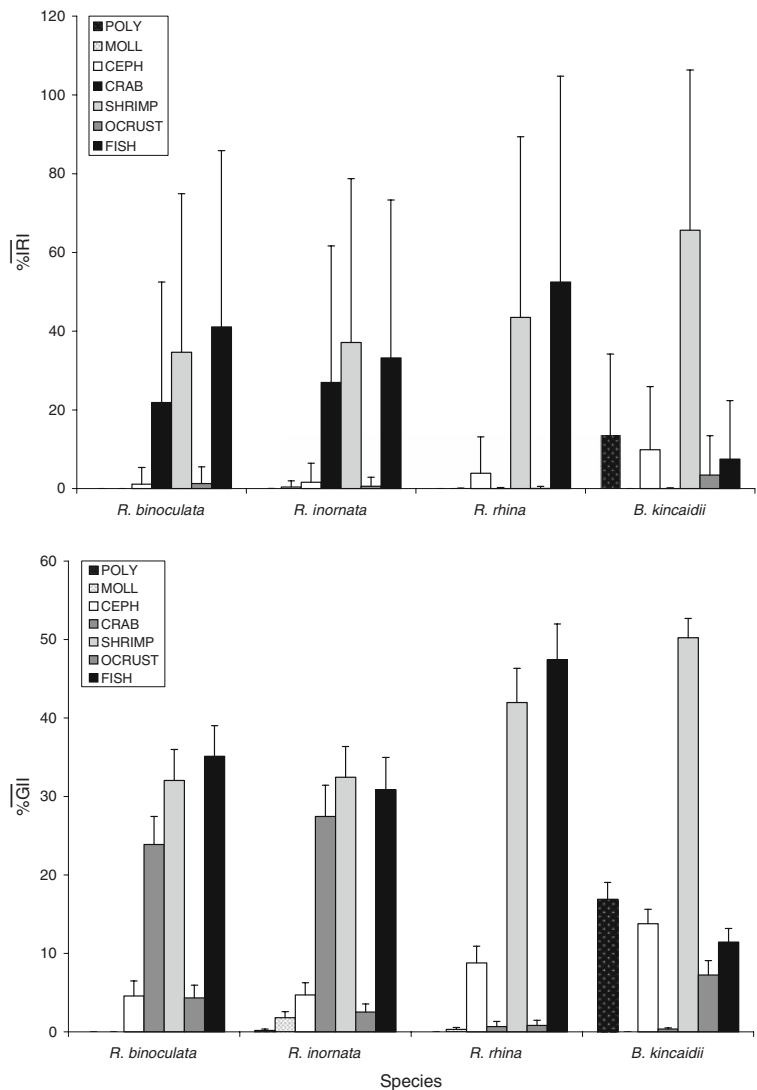 120
100
80
60
40
20
0
%IRI
POLY
MOLL
CEPH
CRAB
SHRIMP
OCRUST
FISH
R. binoculata R. inornata R. rhina B. kincaidii
60
50
40
30
20
10
0
%GII
POLY
MOLL
CEPH
CRAB
SHRIMP
OCRUST
FISH
R. binoculata R. inornata R. rhina B. kincaidii
Species